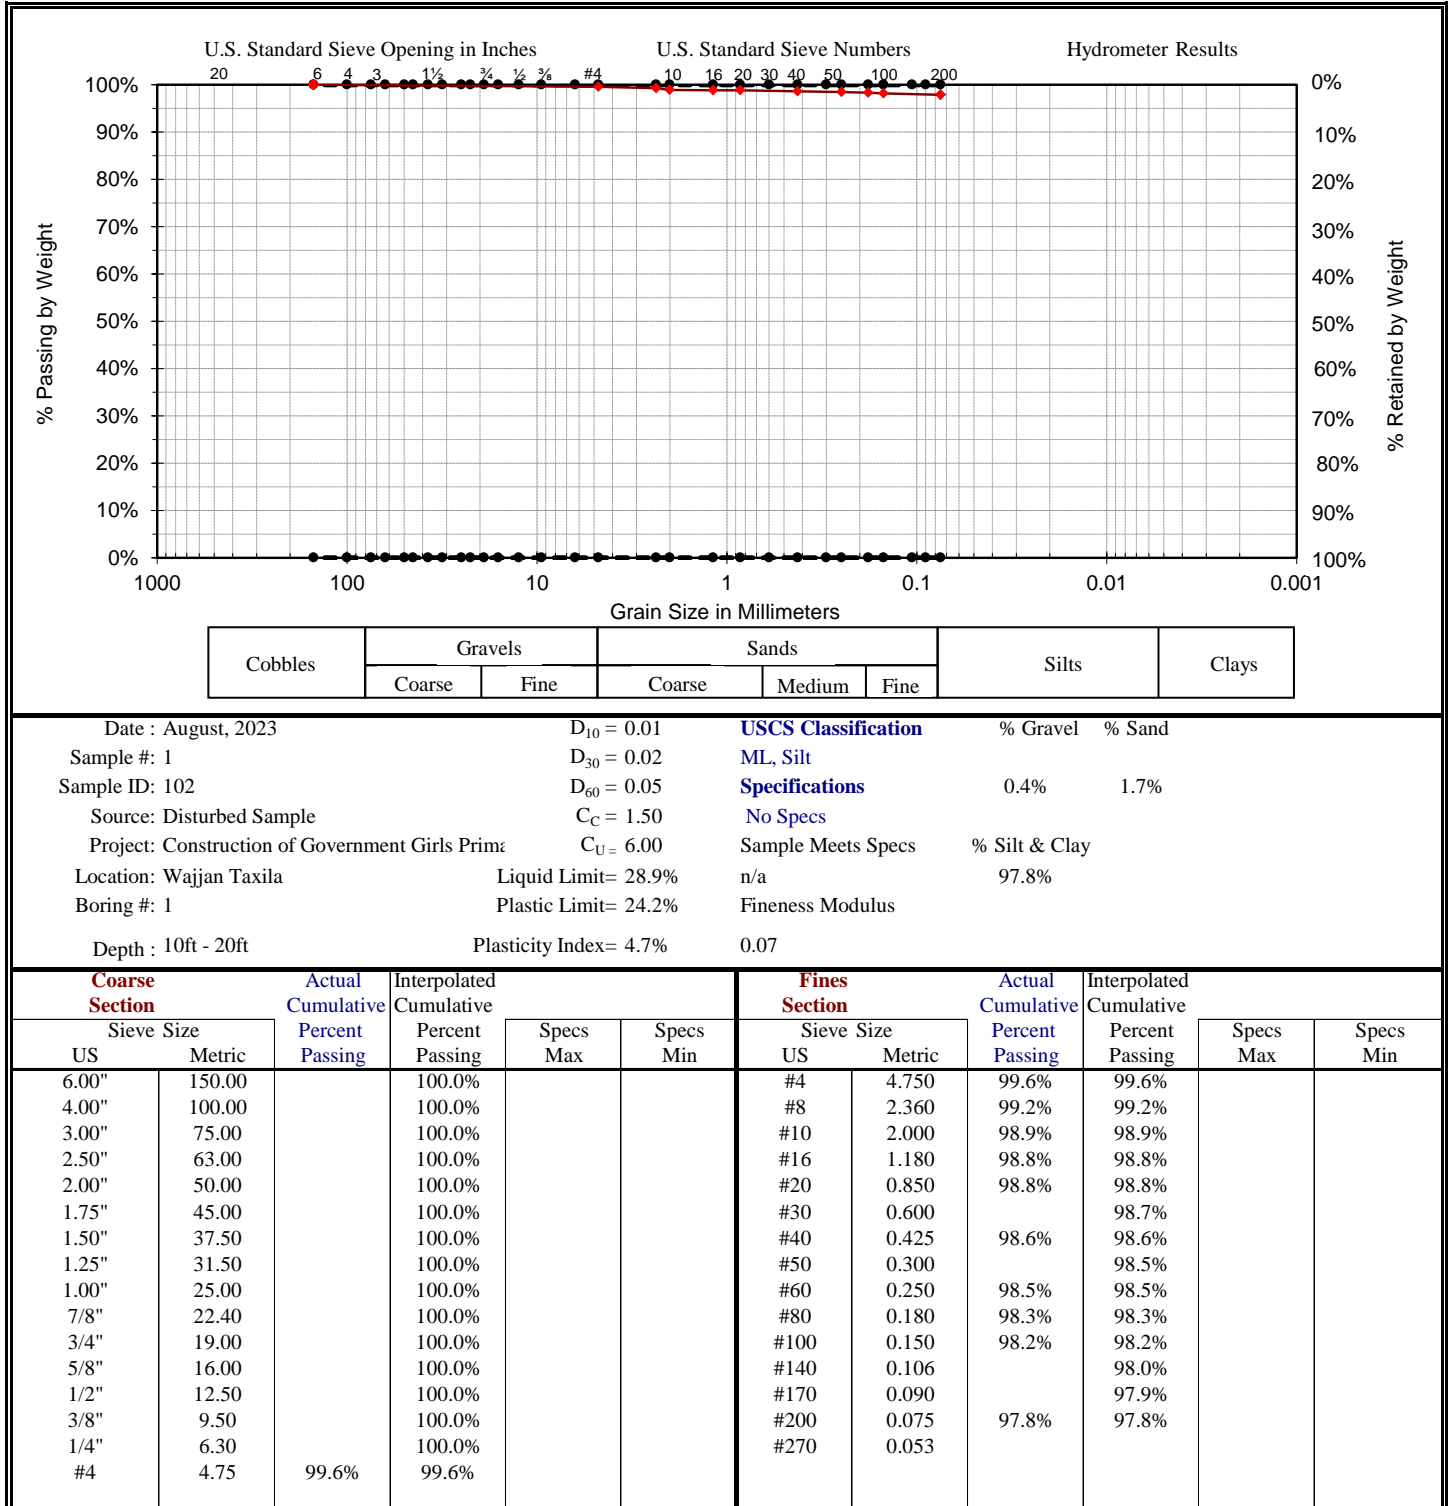 U.S. Standard Sieve Opening in Inches U.S. Standard Sieve Numbers Hydrometer Results
20 6 4 3 1½ ¾ ½ ⅜ #4 10 16 20 30 40 50 100 200
100% 0%
90% 10%
80% 20%
70% 30%
60% 40%
50% 50%
40% 60%
30% 70%
20% 80%
10% 90%
0% 100%
% Passing by Weight
% Retained by Weight
1000 100 10 1 0.1 0.01 0.001
Grain Size in Millimeters
Cobbles Gravels Sands Silts Clays
Coarse Fine Coarse Medium Fine
Date : August, 2023 D10 = 0.01 USCS Classification % Gravel % Sand
Sample #: 1 D30 = 0.02 ML, Silt
Sample ID: 102 D60 = 0.05 Specifications 0.4% 1.7%
Source: Disturbed Sample CC = 1.50 No Specs
Project: Construction of Government Girls Prima CU = 6.00 Sample Meets Specs % Silt & Clay
Location: Wajjan Taxila Liquid Limit= 28.9% n/a 97.8%
Boring #: 1 Plastic Limit= 24.2% Fineness Modulus
Depth : 10ft - 20ft Plasticity Index= 4.7% 0.07
Coarse Actual Interpolated Fines Actual Interpolated
Section Cumulative Cumulative Section Cumulative Cumulative
Sieve Size Percent Percent Specs Specs Sieve Size Percent Percent Specs Specs
US Metric Passing Passing Max Min US Metric Passing Passing Max Min
6.00" 150.00 100.0% #4 4.750 99.6% 99.6%
4.00" 100.00 100.0% #8 2.360 99.2% 99.2%
3.00" 75.00 100.0% #10 2.000 98.9% 98.9%
2.50" 63.00 100.0% #16 1.180 98.8% 98.8%
2.00" 50.00 100.0% #20 0.850 98.8% 98.8%
1.75" 45.00 100.0% #30 0.600 98.7%
1.50" 37.50 100.0% #40 0.425 98.6% 98.6%
1.25" 31.50 100.0% #50 0.300 98.5%
1.00" 25.00 100.0% #60 0.250 98.5% 98.5%
7/8" 22.40 100.0% #80 0.180 98.3% 98.3%
3/4" 19.00 100.0% #100 0.150 98.2% 98.2%
5/8" 16.00 100.0% #140 0.106 98.0%
1/2" 12.50 100.0% #170 0.090 97.9%
3/8" 9.50 100.0% #200 0.075 97.8% 97.8%
1/4" 6.30 100.0% #270 0.053
#4 4.75 99.6% 99.6%